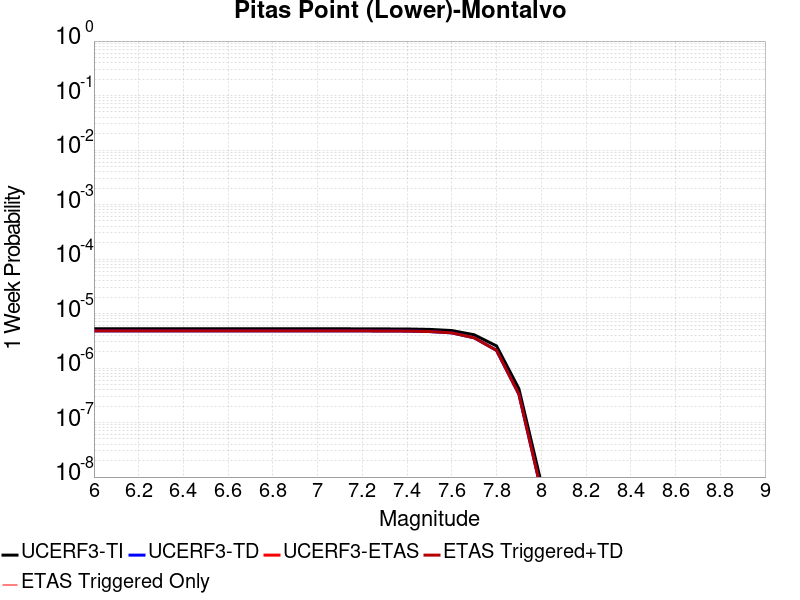 Pitas Point (Lower)-Montalvo
10^0
10^-1
10^-2
10^-3
10^-4
10^-5
10^-6
10^-7
10^-8
1 Week Probability
6 6.2 6.4 6.6 6.8 7 7.2 7.4 7.6 7.8 8 8.2 8.4 8.6 8.8 9
Magnitude
UCERF3-TI UCERF3-TD UCERF3-ETAS ETAS Triggered+TD
ETAS Triggered Only